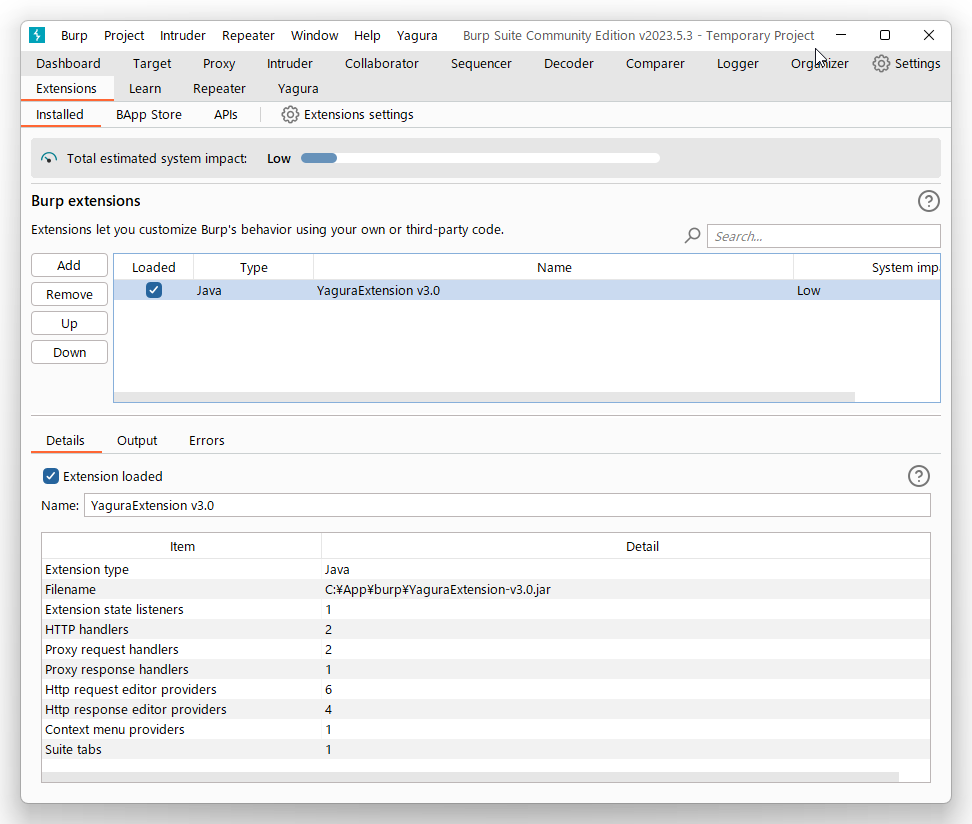 Burp Project Intruder Repeater Window Help Yagura Burp Suite Community Edition v2023.5.3 - Temporary Project
Dashboard Target Proxy Intruder Collaborator Sequencer Decoder Comparer Logger Organizer Settings
Extensions Learn Repeater Yagura
Installed BApp Store APIs Extensions settings
Total estimated system impact: Low
Burp extensions
Extensions let you customize Burp's behavior using your own or third-party code.
Search...
Add
Remove
Up
Down
Loaded Type Name System imp
Java YaguraExtension v3.0 Low
Details Output Errors
Extension loaded
Name: YaguraExtension v3.0
Item Detail
Extension type Java
Filename C:¥App¥burp¥YaguraExtension-v3.0.jar
Extension state listeners 1
HTTP handlers 2
Proxy request handlers 2
Proxy response handlers 1
Http request editor providers 6
Http response editor providers 4
Context menu providers 1
Suite tabs 1